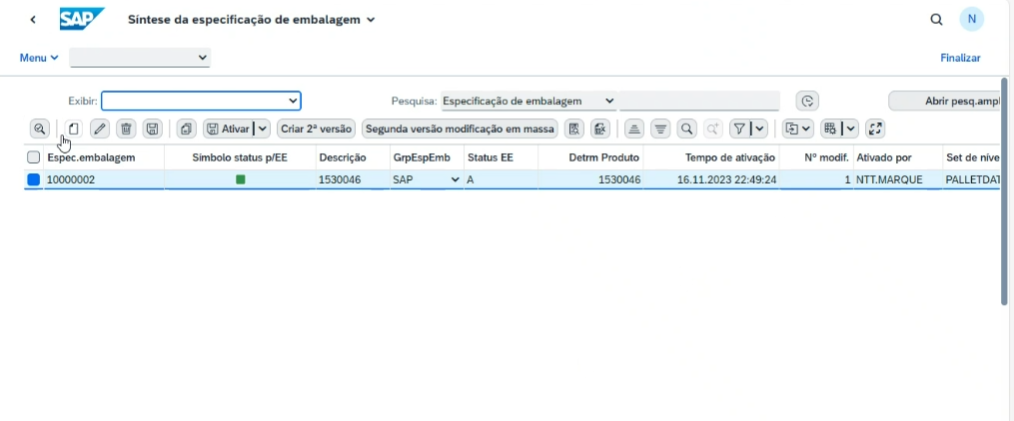 SAP Síntese da especificação de embalagem N
Menu Finalizar
Exibir: Pesquisa: Especificação de embalagem Abrir pesq.ampl
Ativar Criar 2ª versão Segunda versão modificação em massa
Espec.embalagem Símbolo status p/EE Descrição GrpEspEmb Status EE Detrm Produto Tempo de ativação Nº modif. Ativado por Set de níve
10000002 1530046 SAP A 1530046 16.11.2023 22:49:24 1 NTT.MARQUE PALLETDAT